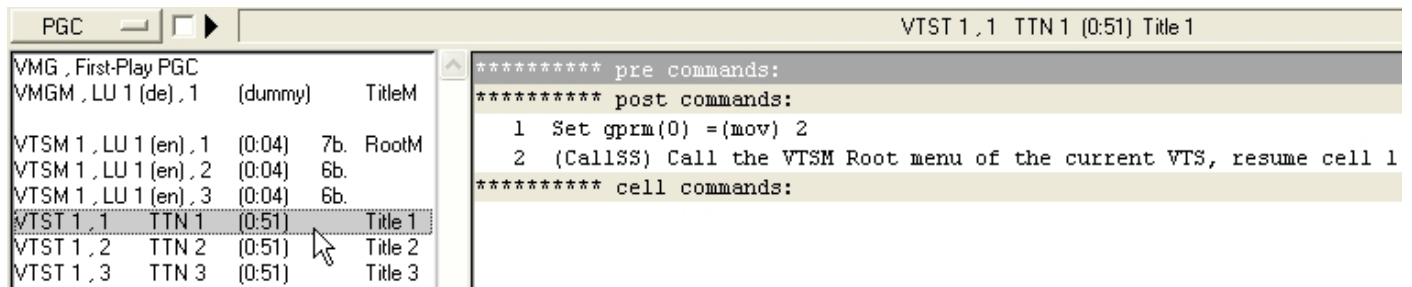 PGC
VTST 1 , 1 TTN 1 (0:51) Title 1
VMG , First-Play PGC
VMGM , LU 1 (de) , 1 (dummy) TitleM
VTSM 1 , LU 1 (en) , 1 (0:04) 7b. RootM
VTSM 1 , LU 1 (en) , 2 (0:04) 6b.
VTSM 1 , LU 1 (en) , 3 (0:04) 6b.
VTST 1 , 1 TTN 1 (0:51) Title 1
VTST 1 , 2 TTN 2 (0:51) Title 2
VTST 1 , 3 TTN 3 (0:51) Title 3
********** pre commands:
********** post commands:
1 Set gprm(0) =(mov) 2
2 (CallSS) Call the VTSM Root menu of the current VTS, resume cell 1
********** cell commands: